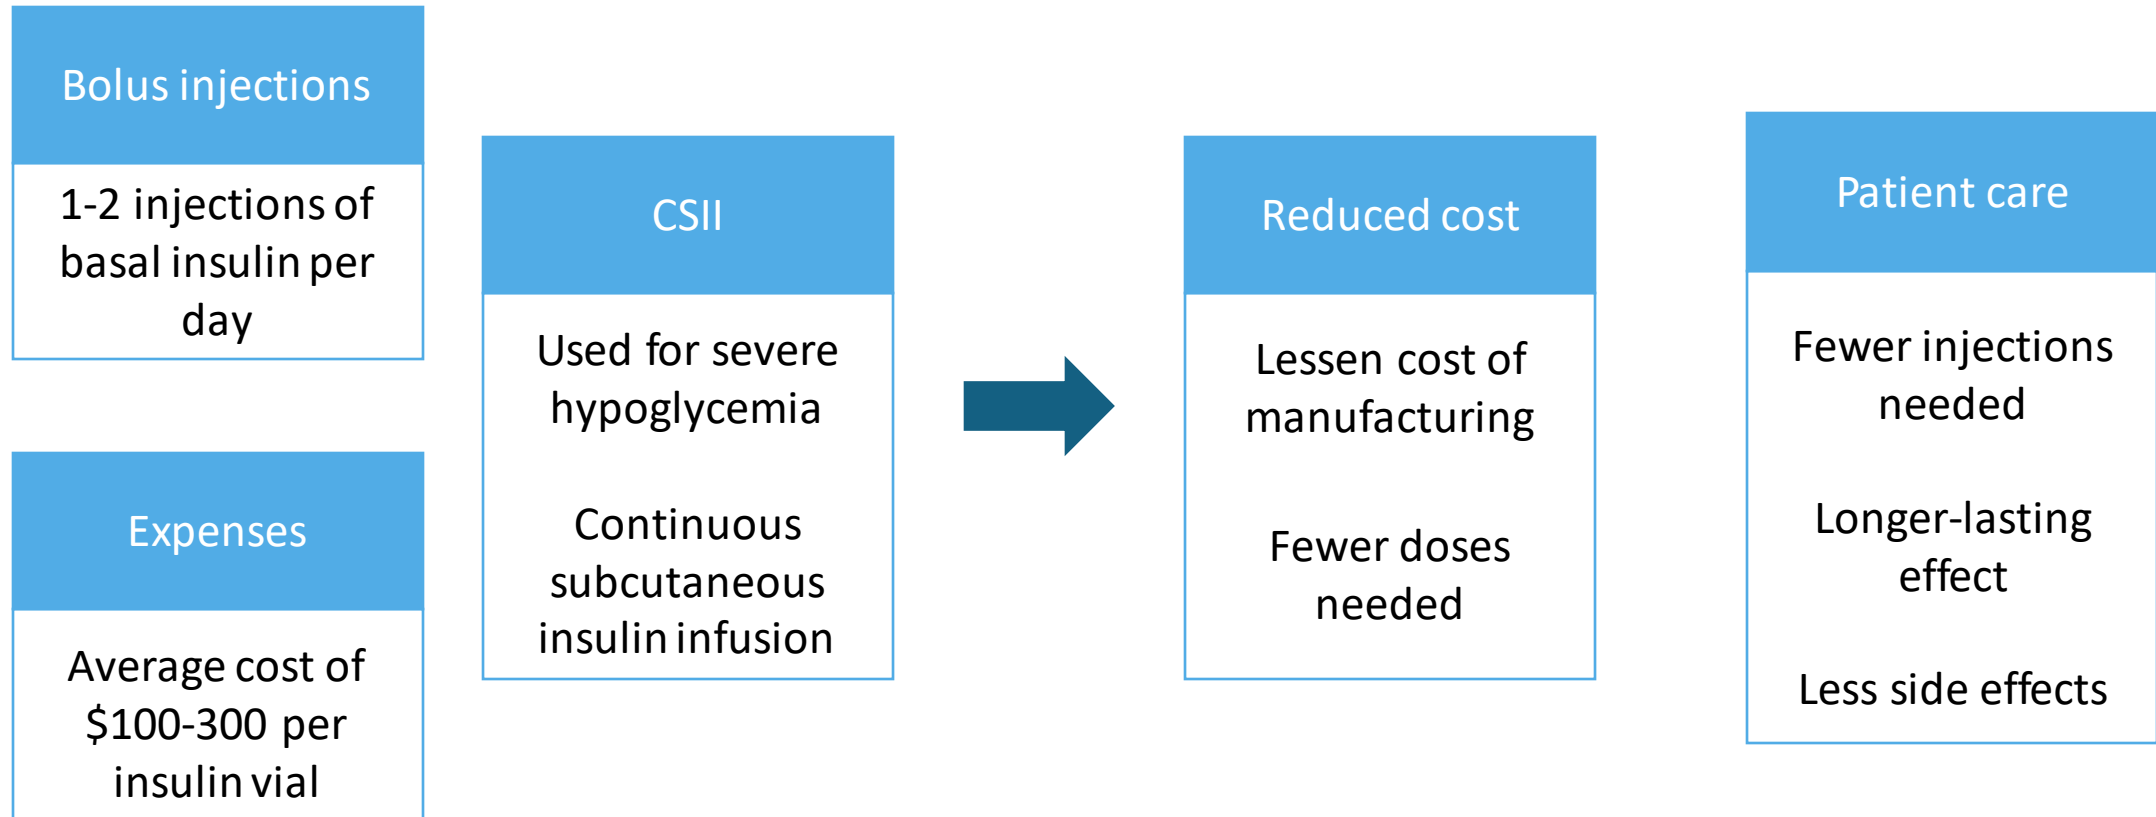 Bolus injections
1-2 injections of
basal insulin per
day
Expenses
Average cost of
$100-300 per
insulin vial
CSII
Used for severe
hypoglycemia
Continuous
subcutaneous
insulin infusion
Reduced cost
Lessen cost of
manufacturing
Fewer doses
needed
Patient care
Fewer injections
needed
Longer-lasting
effect
Less side effects